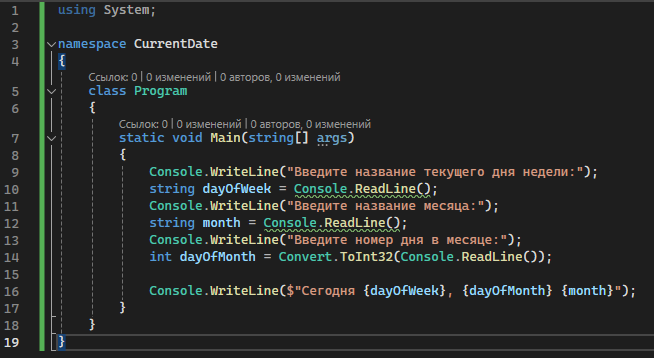 1 using System;
2
3 namespace CurrentDate
4 {
Ссылок: 0 | 0 изменений | 0 авторов, 0 изменений
5 class Program
6 {
Ссылок: 0 | 0 изменений | 0 авторов, 0 изменений
7 static void Main(string[] args)
8 {
9 Console.WriteLine("Введите название текущего дня недели:");
10 string dayOfWeek = Console.ReadLine();
11 Console.WriteLine("Введите название месяца:");
12 string month = Console.ReadLine();
13 Console.WriteLine("Введите номер дня в месяце:");
14 int dayOfMonth = Convert.ToInt32(Console.ReadLine());
15
16 Console.WriteLine($"Сегодня {dayOfWeek}, {dayOfMonth} {month}");
17 }
18 }
19 }